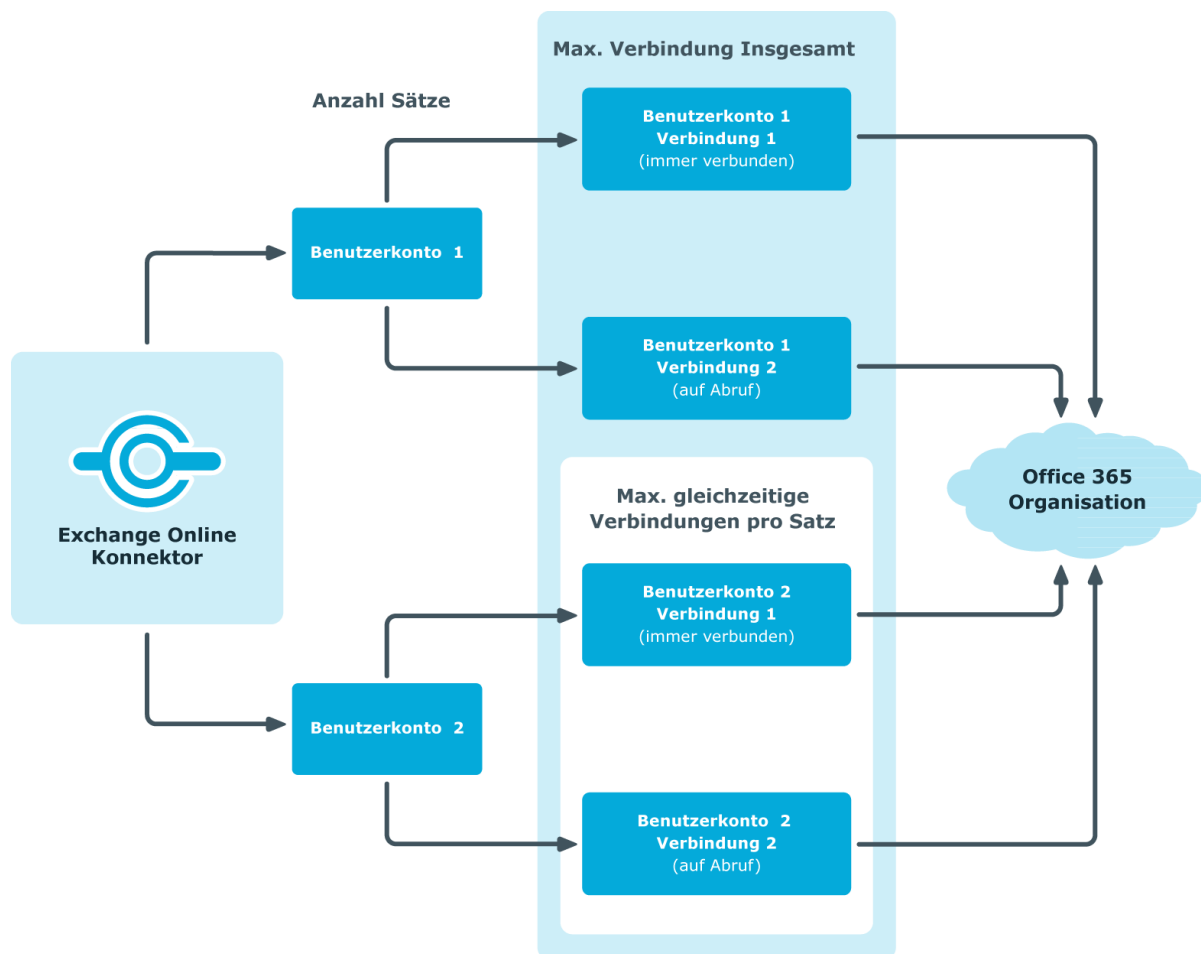 Max. Verbindung Insgesamt
Anzahl Sätze
Benutzerkonto 1
Verbindung 1
(immer verbunden)
Benutzerkonto 1
Benutzerkonto 1
Verbindung 2
(auf Abruf)
Exchange Online
Konnektor
Office 365
Organisation
Max. gleichzeitige
Verbindungen pro Satz
Benutzerkonto 2
Verbindung 1
(immer verbunden)
Benutzerkonto 2
Benutzerkonto 2
Verbindung 2
(auf Abruf)